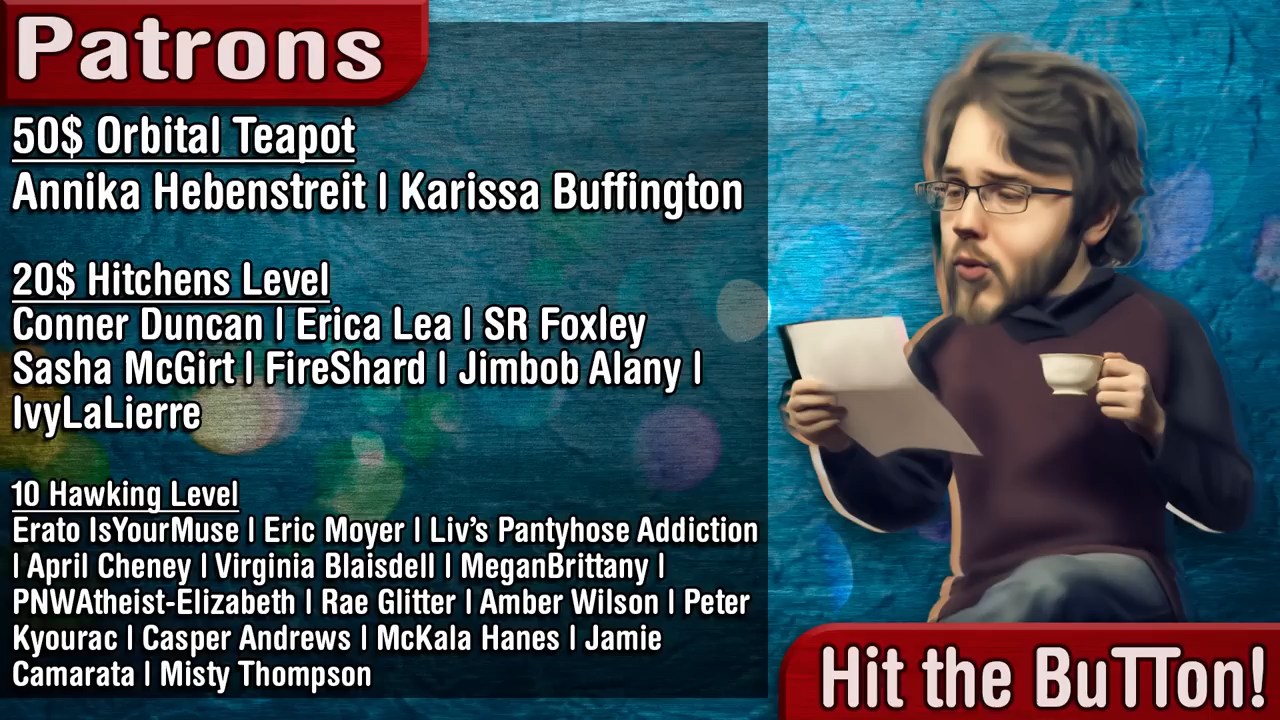 Patrons
50$ Orbital Teapot
Annika Hebenstreit | Karissa Buffington
20$ Hitchens Level
Conner Duncan | Erica Lea | SR Foxley
Sasha McGirt | FireShard | Jimbob Alany |
IvyLaLierre
10 Hawking Level
Erato IsYourMuse | Eric Moyer | Liv's Pantyhose Addiction
| April Cheney | Virginia Blaisdell | MeganBrittany |
PNWAtheist-Elizabeth | Rae Glitter | Amber Wilson | Peter
Kyourac | Casper Andrews | McKala Hanes | Jamie
Camarata | Misty Thompson
Hit the BuTTon!